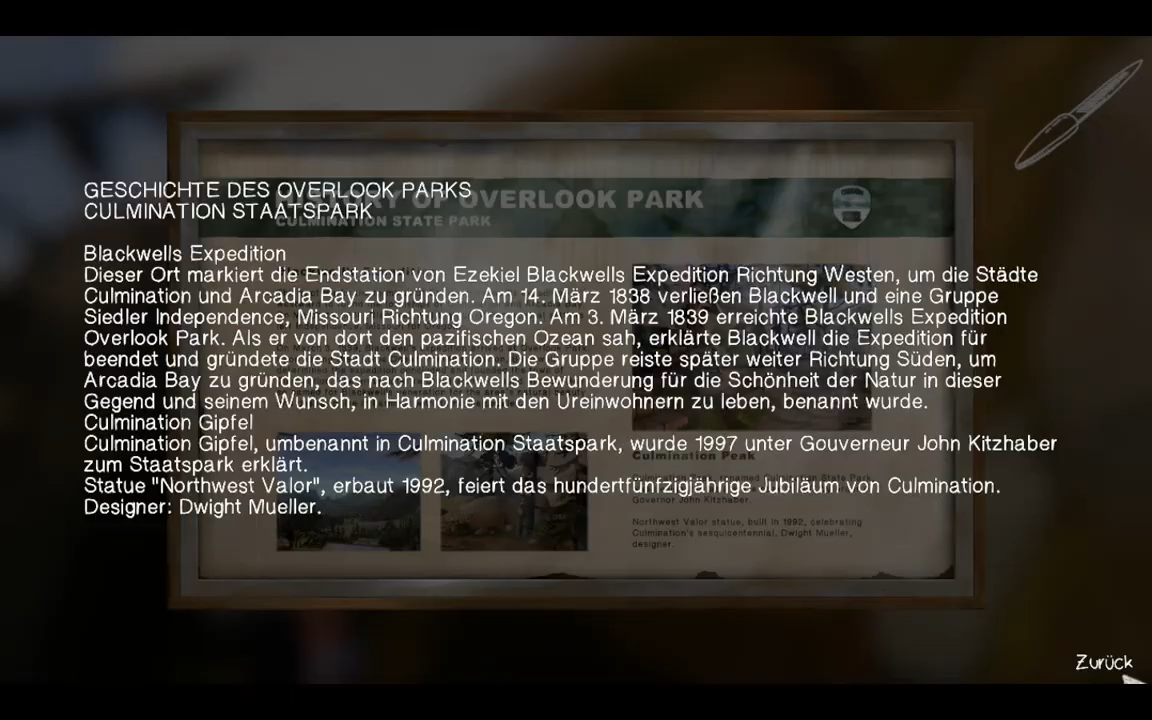 GESCHICHTE DES OVERLOOK PARKS
CULMINATION STAATSPARK
OVERLOOK PARK
CULMINATION STATE PARK
Blackwells Expedition
Dieser Ort markiert die Endstation von Ezekiel Blackwells Expedition Richtung Westen, um die Städte
Culmination und Arcadia Bay zu gründen. Am 14. März 1838 verließen Blackwell und eine Gruppe
Siedler Independence, Missouri Richtung Oregon. Am 3. März 1839 erreichte Blackwells Expedition
Overlook Park. Als er von dort den pazifischen Ozean sah, erklärte Blackwell die Expedition für
beendet und gründete die Stadt Culmination. Die Gruppe reiste später weiter Richtung Süden, um
Arcadia Bay zu gründen, das nach Blackwells Bewunderung für die Schönheit der Natur in dieser
Gegend und seinem Wunsch, in Harmonie mit den Ureinwohnern zu leben, benannt wurde.
Culmination Gipfel
Culmination Gipfel, umbenannt in Culmination Staatspark, wurde 1997 unter Gouverneur John Kitzhaber
zum Staatspark erklärt.
Statue "Northwest Valor", erbaut 1992, feiert das hundertfünfzigjährige Jubiläum von Culmination.
Designer: Dwight Mueller.
Culmination Peak
Governor John Kitzhaber.
Northwest Valor statue, built in 1992, celebrating
Culmination's sesquicentennial, Dwight Mueller,
designer.
Zurück